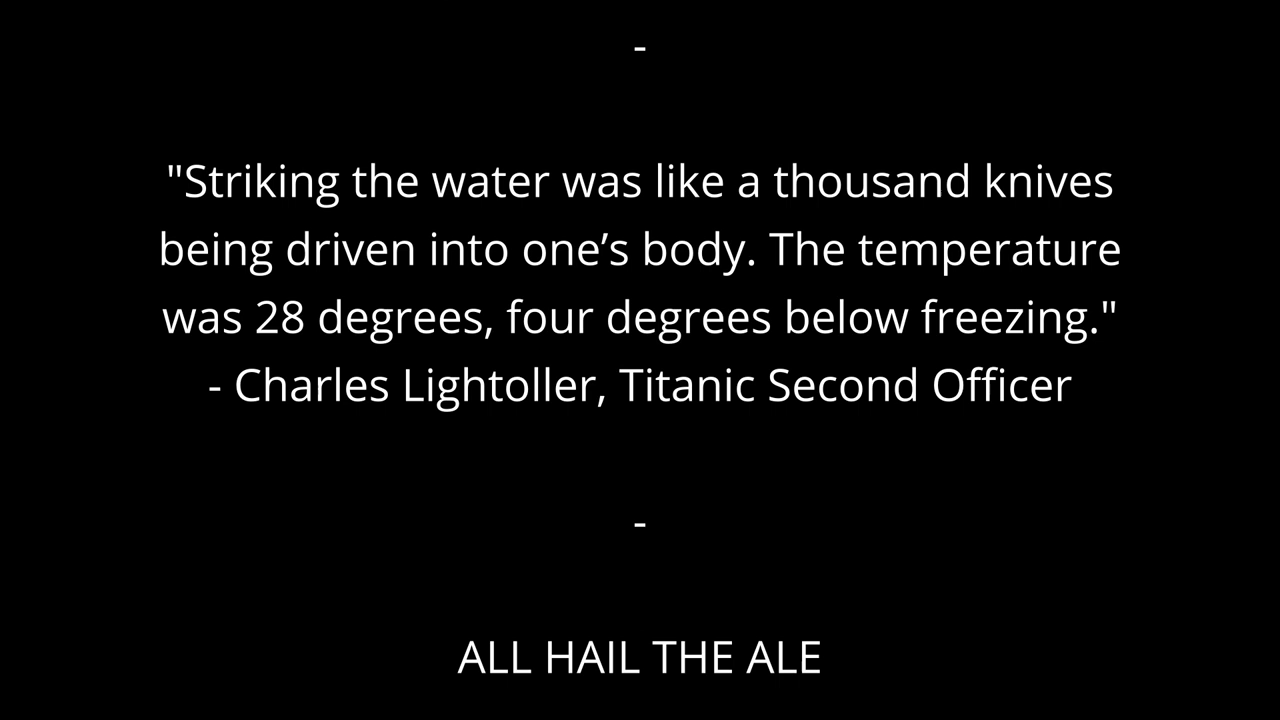 -
"Striking the water was like a thousand knives
being driven into one’s body. The temperature
was 28 degrees, four degrees below freezing."
- Charles Lightoller, Titanic Second Officer
-
ALL HAIL THE ALE